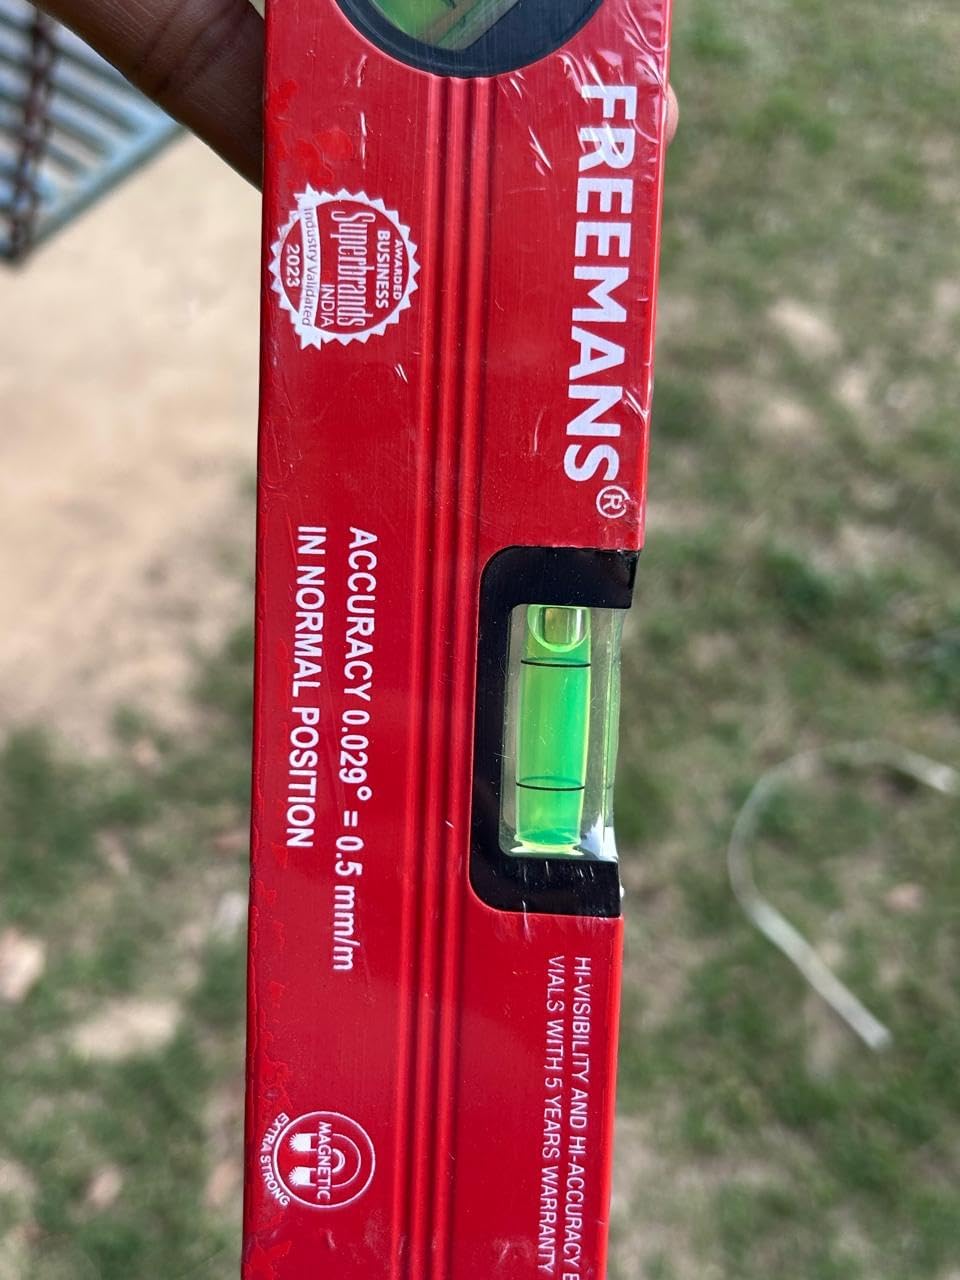 FREEMANS®
AWARDED
BUSINESS
Superbrands
INDIA
Industry Validated
2023
ACCURACY 0.029° = 0.5 mm/m
IN NORMAL POSITION
HI-VISIBILITY AND HI-ACCURACY
VIALS WITH 5 YEARS WARRANTY
MAGNETIC
EXTRA STRONG